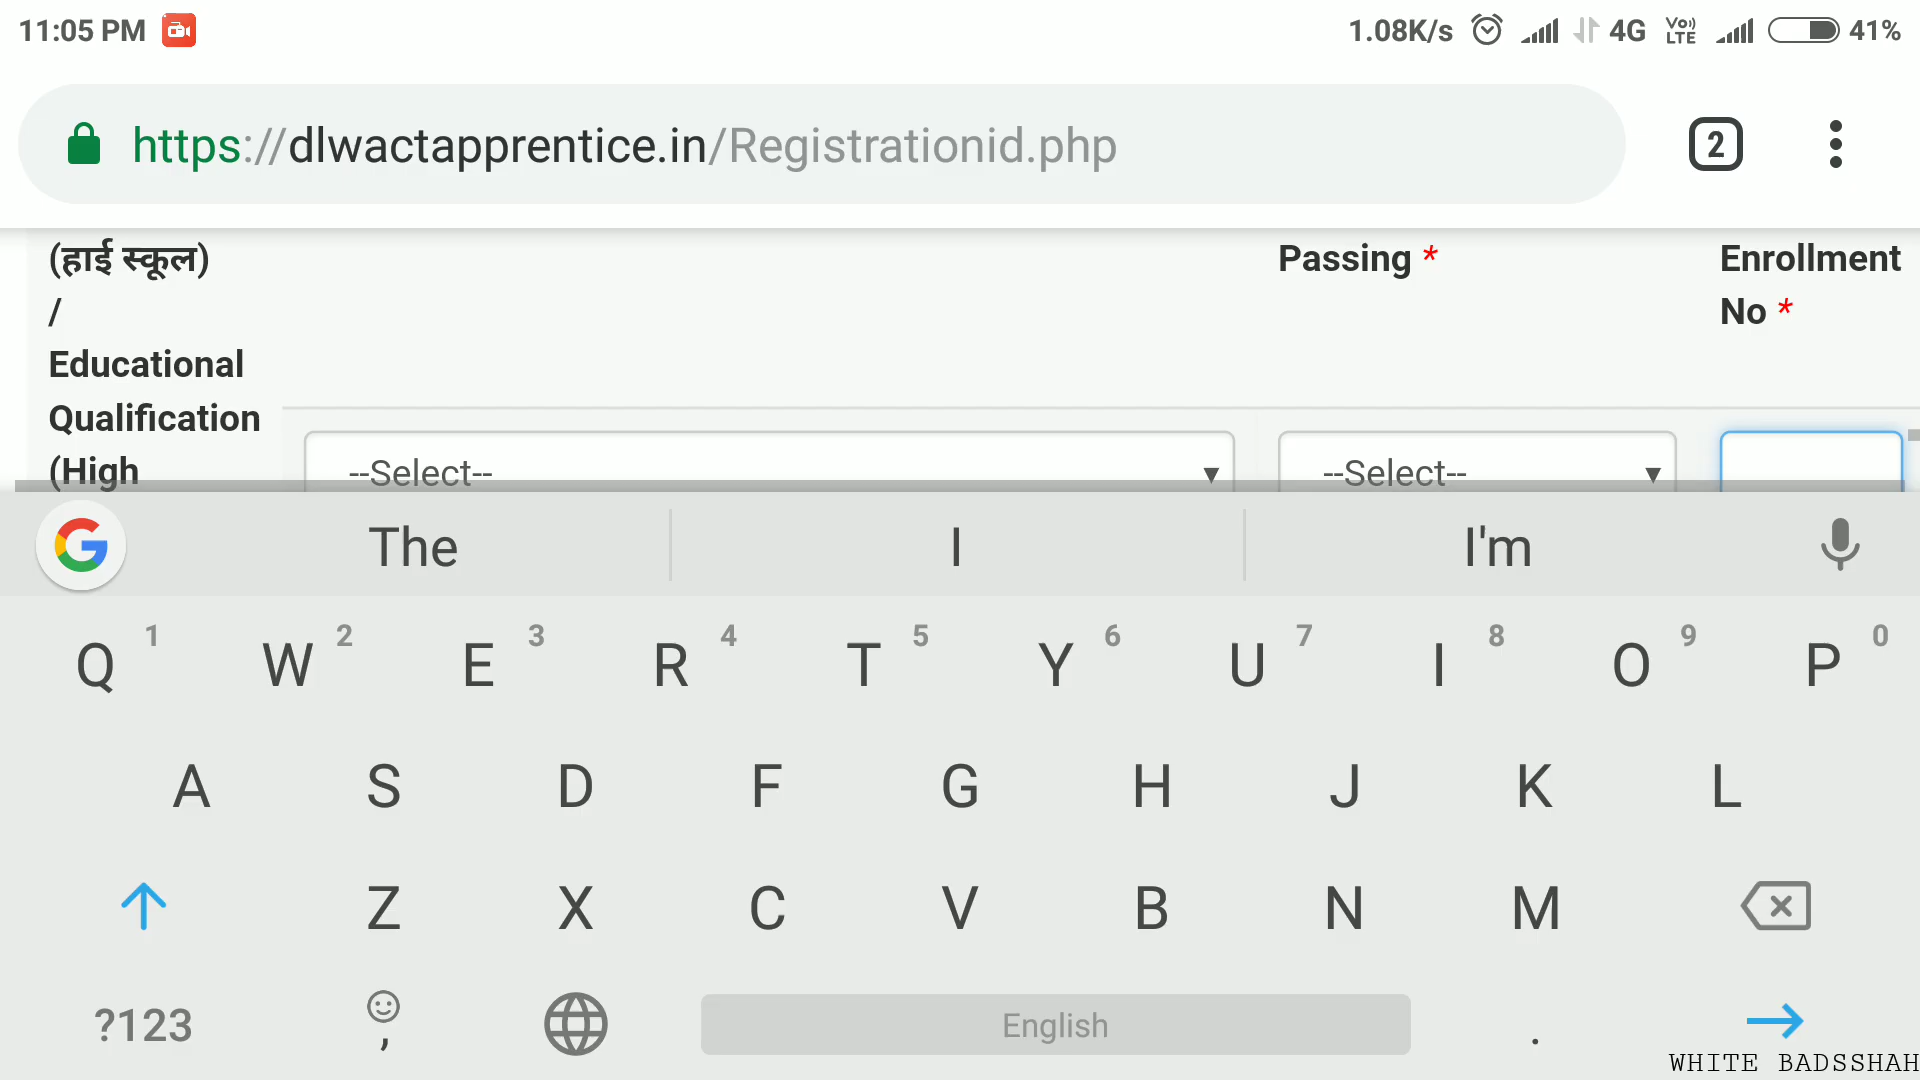 11:05 PM 1.08K/s 4G VoLTE 41%
https://dlwactapprentice.in/Registrationid.php 2
(हाई स्कूल) Passing * Enrollment
/ No *
Educational
Qualification
(High --Select-- --Select--
The I I'm
Q 1 W 2 E 3 R 4 T 5 Y 6 U 7 I 8 O 9 P 0
A S D F G H J K L
Z X C V B N M
?123 , English .
WHITE BADSSHAH